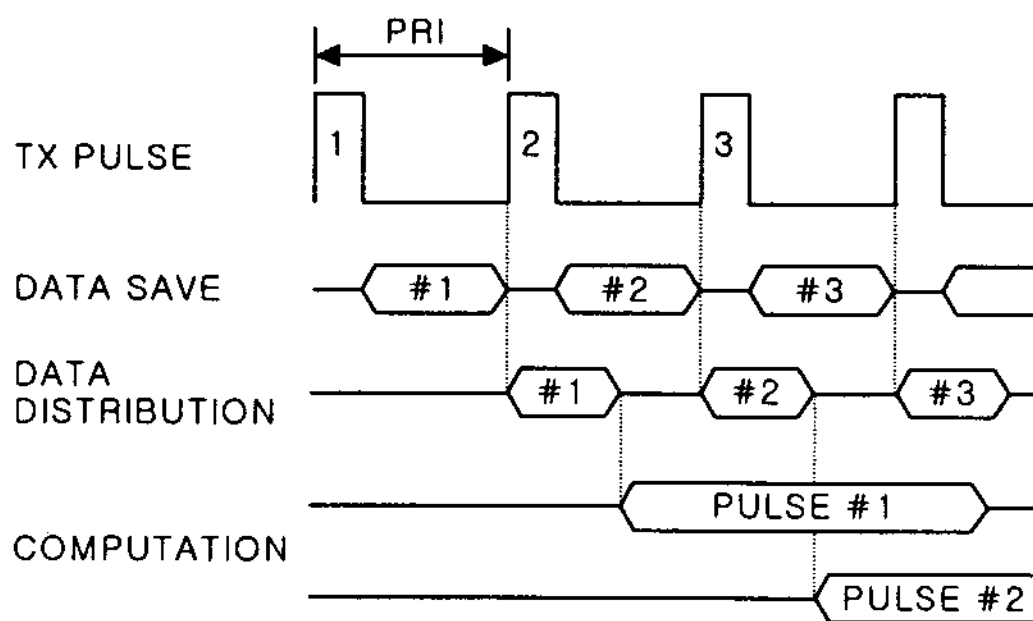 PRI
TX PULSE
1 2 3
DATA SAVE
#1 #2 #3
DATA
DISTRIBUTION
#1 #2 #3
COMPUTATION
PULSE #1
PULSE #2